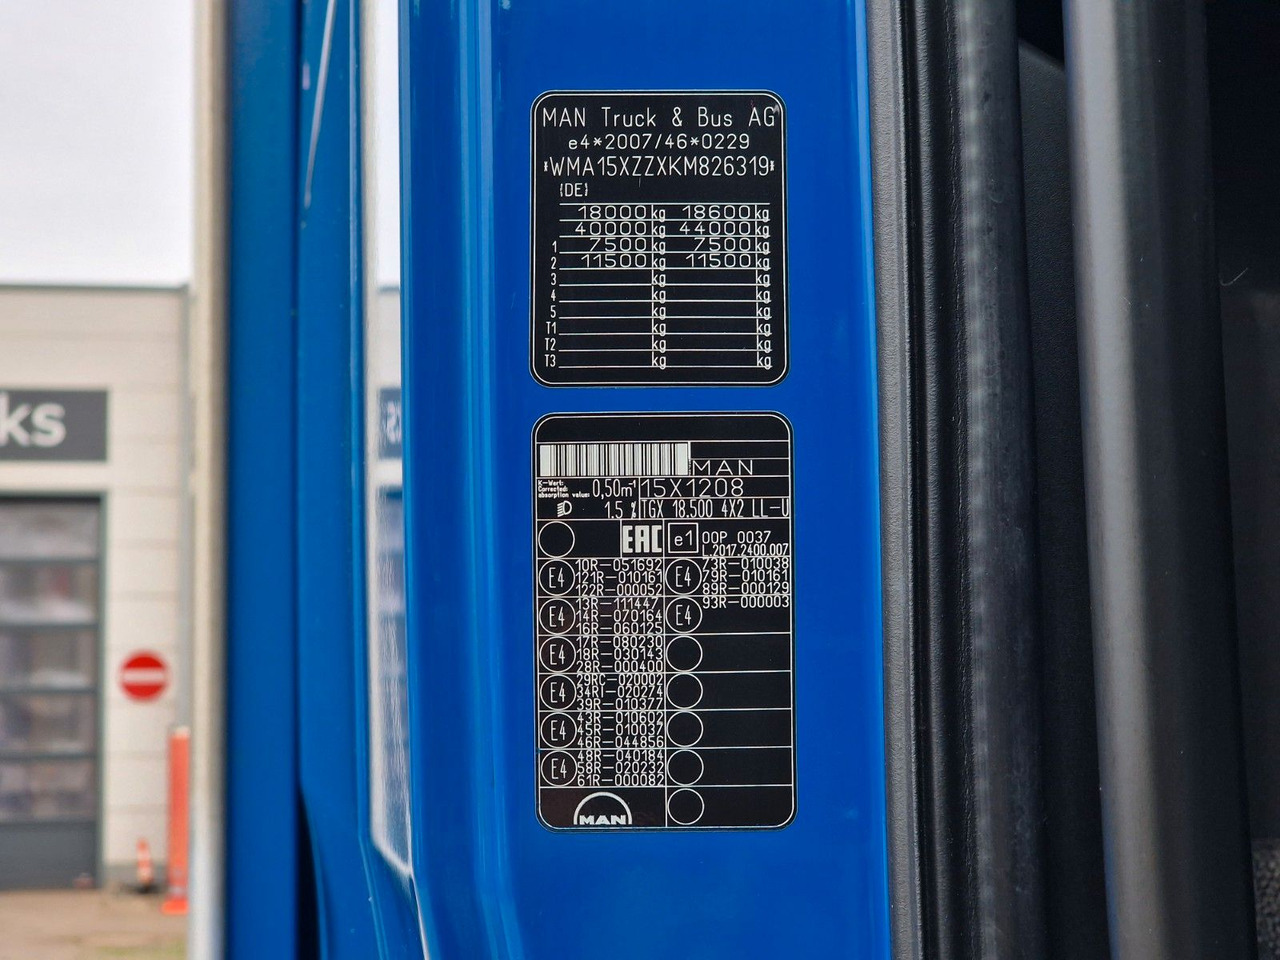 MAN Truck & Bus AG
e4*2007/46*0229
*WMA15XZZXKM826319*
(DE)
18000 kg 18600 kg
40000 kg 44000 kg
1 7500 kg 7500 kg
2 11500 kg 11500 kg
3 kg kg
4 kg kg
5 kg kg
T1 kg kg
T2 kg kg
T3 kg kg
ks
MAN
K-Wert:
Corrected
absorption value: 0,50m⁻¹ 15X1208
1.5 % TGX 18.500 4X2 LL-U
EAC e1 00P 0037
L.2017.2400.007
E4 10R-051692 E4 73R-010038
121R-010161 79R-010161
122R-000052 89R-000129
E4 13R-111447 E4 93R-000003
14R-070164
16R-060125
E4 17R-080230
18R-030143
28R-000400
E4 29RC-020002
34RI-020274
39R-010377
E4 43R-010602
45R-010037
46R-044856
E4 48R-040184
58R-020232
61R-000082
MAN